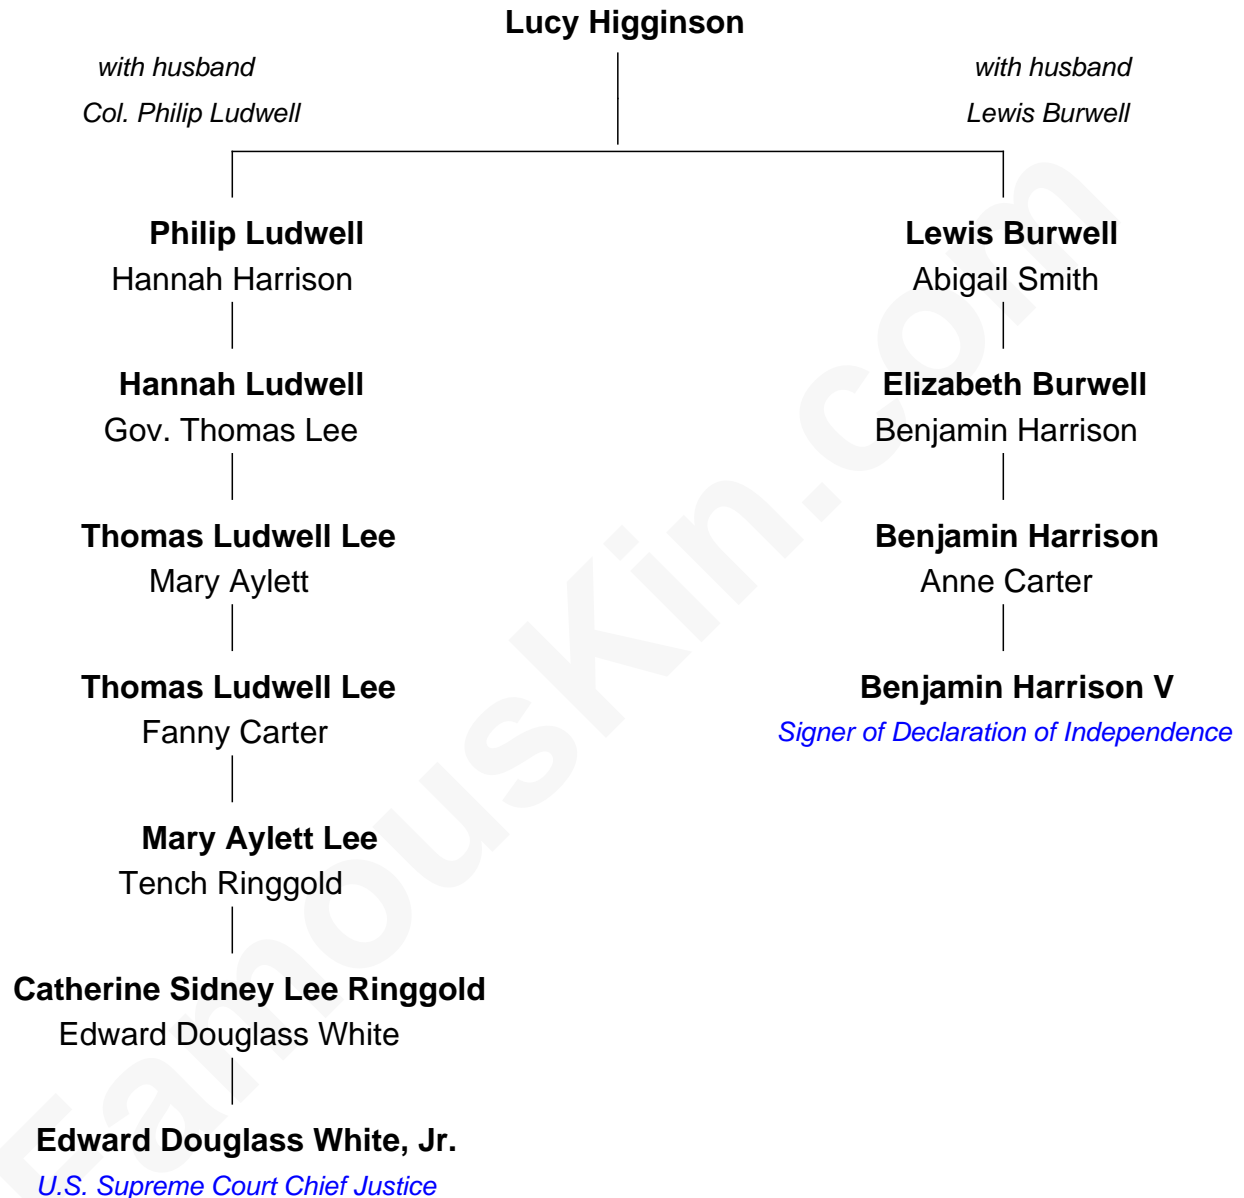 Lucy Higginson
with husband
Col. Philip Ludwell
with husband
Lewis Burwell
Philip Ludwell
Hannah Harrison
Lewis Burwell
Abigail Smith
Hannah Ludwell
Gov. Thomas Lee
Elizabeth Burwell
Benjamin Harrison
Thomas Ludwell Lee
Mary Aylett
Benjamin Harrison
Anne Carter
Thomas Ludwell Lee
Fanny Carter
Benjamin Harrison V
Signer of Declaration of Independence
Mary Aylett Lee
Tench Ringgold
Catherine Sidney Lee Ringgold
Edward Douglass White
Edward Douglass White, Jr.
U.S. Supreme Court Chief Justice
FamousKin.com